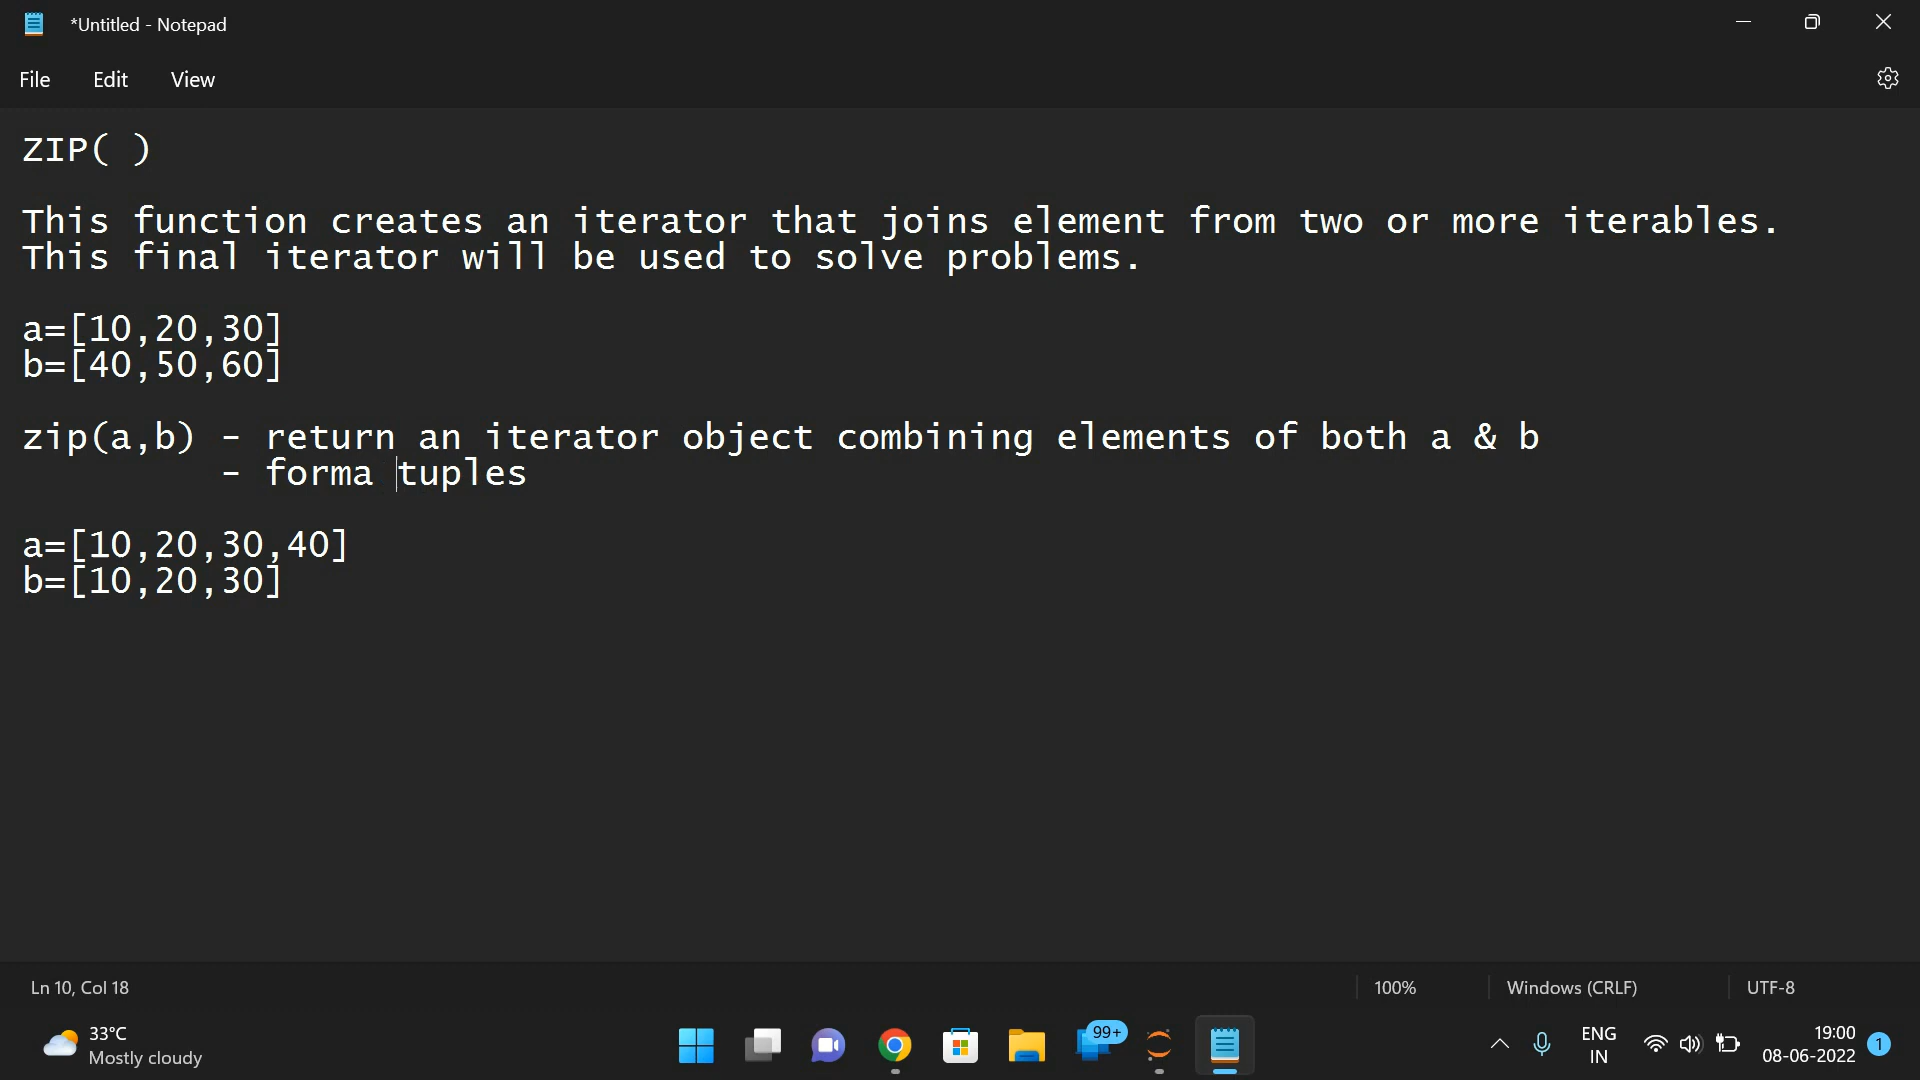 *Untitled - Notepad
File Edit View
ZIP( )
This function creates an iterator that joins element from two or more iterables.
This final iterator will be used to solve problems.
a=[10,20,30]
b=[40,50,60]
zip(a,b) - return an iterator object combining elements of both a & b
- forma tuples
a=[10,20,30,40]
b=[10,20,30]
Ln 10, Col 18 100% Windows (CRLF) UTF-8
33°C
Mostly cloudy
99+
ENG
IN
19:00
08-06-2022
1